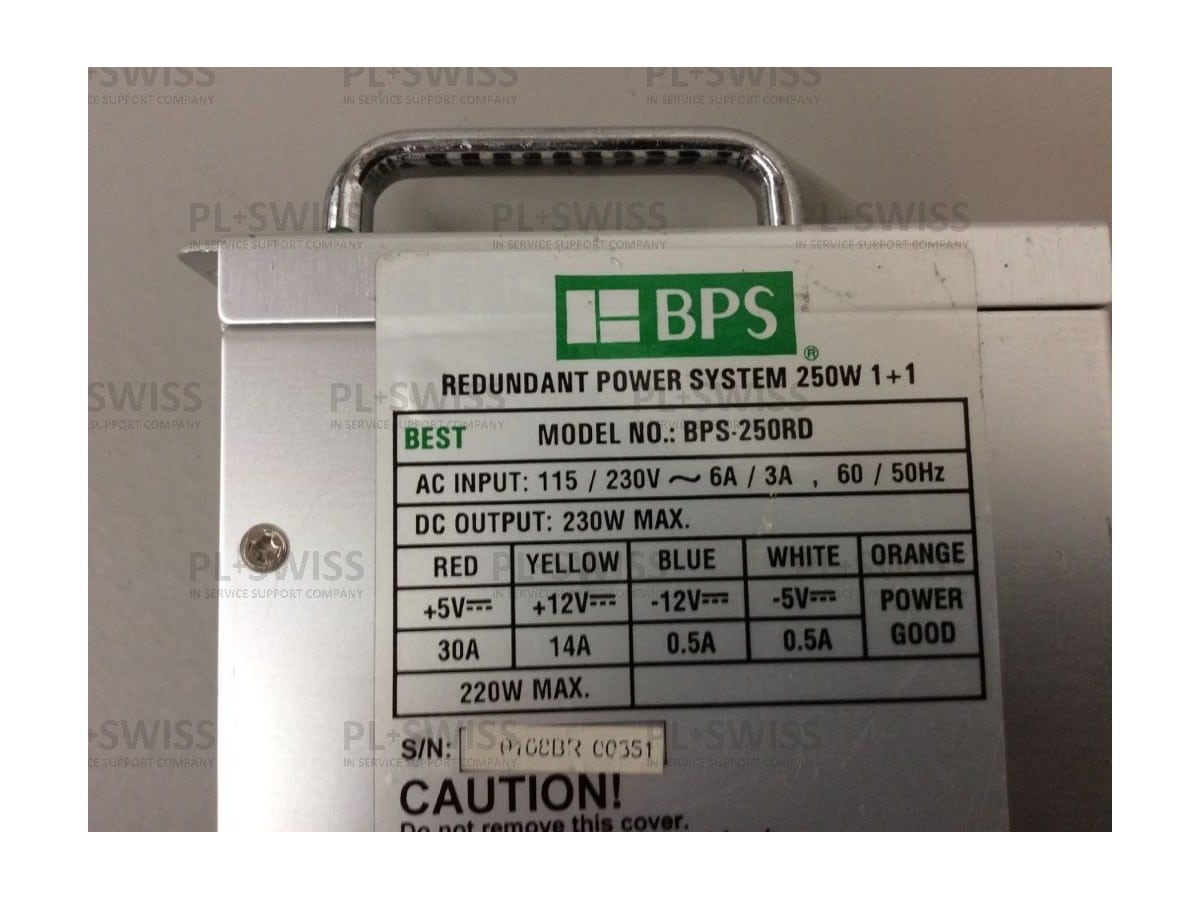 PL+SWISS
IN SERVICE SUPPORT COMPANY
BPS®
REDUNDANT POWER SYSTEM 250W 1+1
BEST MODEL NO.: BPS-250RD
AC INPUT: 115 / 230V ~ 6A / 3A , 60 / 50Hz
DC OUTPUT: 230W MAX.
RED YELLOW BLUE WHITE ORANGE
+5V⎓ +12V⎓ -12V⎓ -5V⎓ POWER GOOD
30A 14A 0.5A 0.5A
220W MAX.
S/N:
CAUTION!
Do not remove this cover.